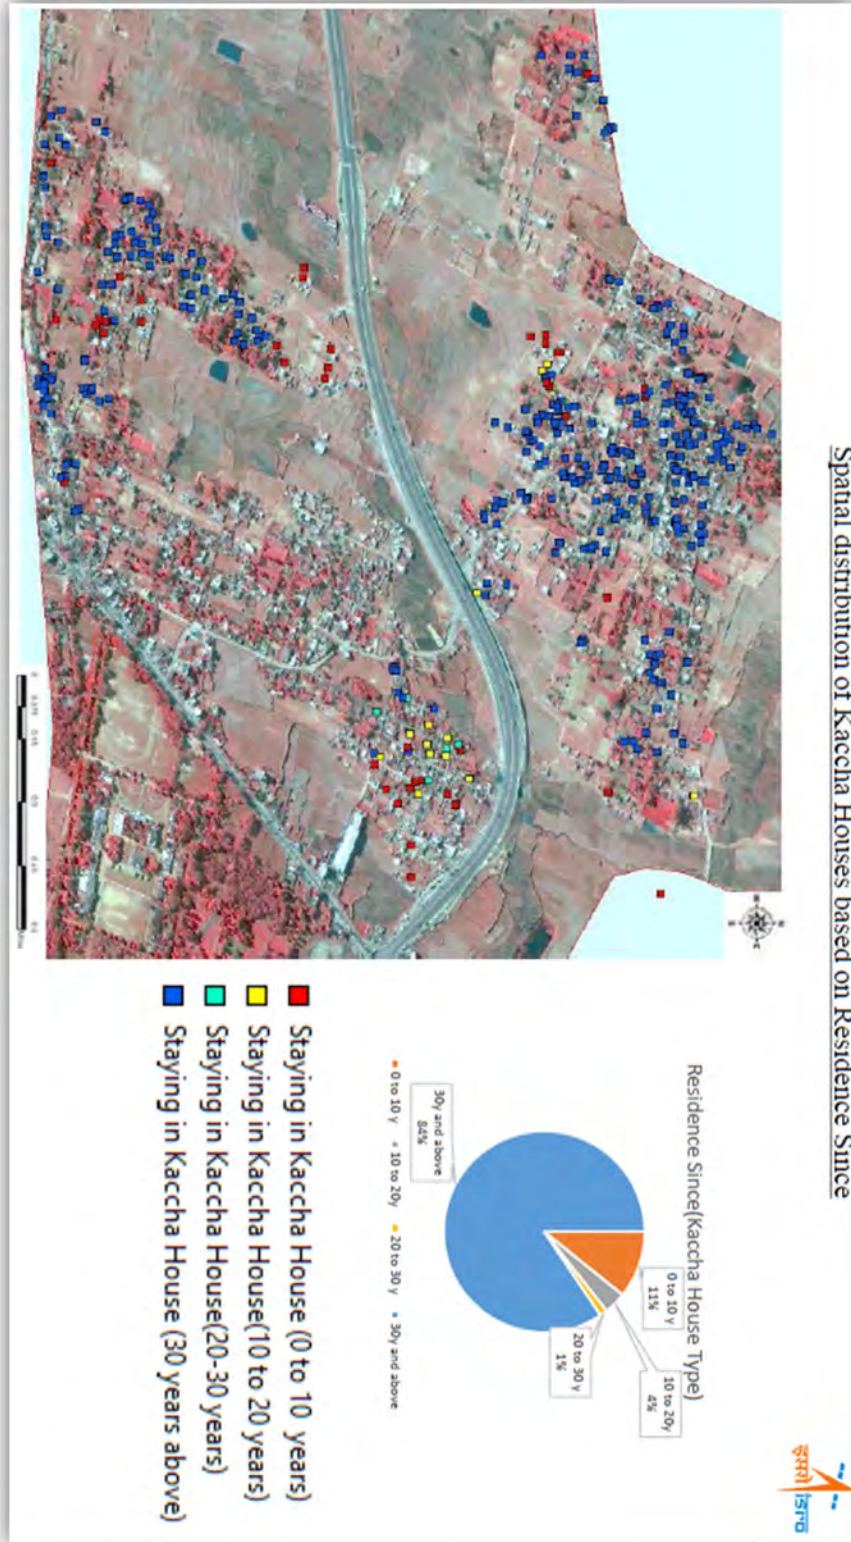 Spatial distribution of Kaccha Houses based on Residence Since
इसरो isro
Residence Since(Kaccha House Type)
0 to 10 y
11%
10 to 20y
4%
20 to 30 y
1%
30y and above
84%
0 to 10 y 10 to 20y 20 to 30 y 30y and above
Staying in Kaccha House (0 to 10 years)
Staying in Kaccha House(10 to 20 years)
Staying in Kaccha House(20-30 years)
Staying in Kaccha House (30 years above)